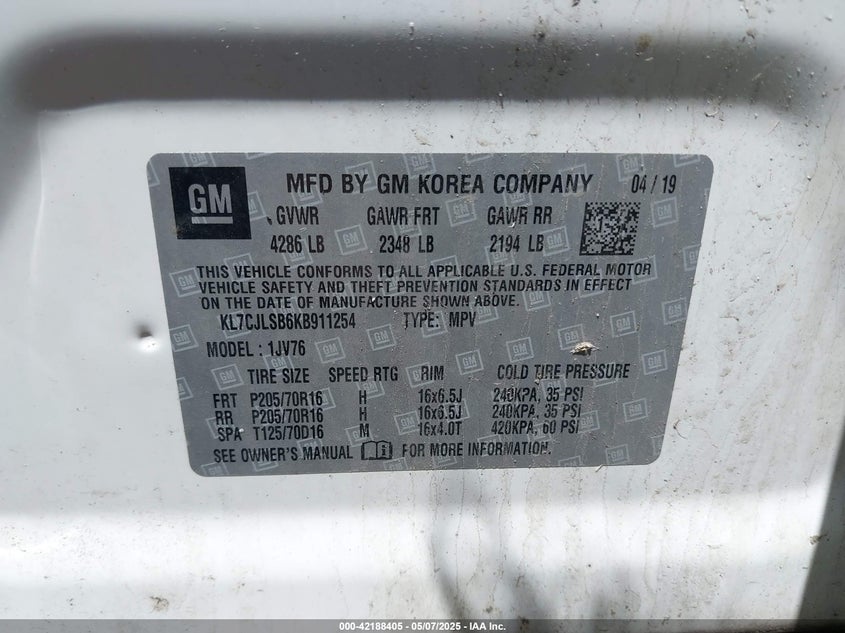 GM MFD BY GM KOREA COMPANY 04 / 19
GVWR GAWR FRT GAWR RR
4286 LB 2348 LB 2194 LB
THIS VEHICLE CONFORMS TO ALL APPLICABLE U.S. FEDERAL MOTOR
VEHICLE SAFETY AND THEFT PREVENTION STANDARDS IN EFFECT
ON THE DATE OF MANUFACTURE SHOWN ABOVE.
KL7CJLSB6KB911254 TYPE: MPV
MODEL : 1JV76
TIRE SIZE SPEED RTG RIM COLD TIRE PRESSURE
FRT P205/70R16 H 16x6.5J 240KPA, 35 PSI
RR P205/70R16 H 16x6.5J 240KPA, 35 PSI
SPA T125/70D16 M 16x4.0T 420KPA, 60 PSI
SEE OWNER'S MANUAL FOR MORE INFORMATION.
000-42188405 | 05/07/2025 - IAA Inc.